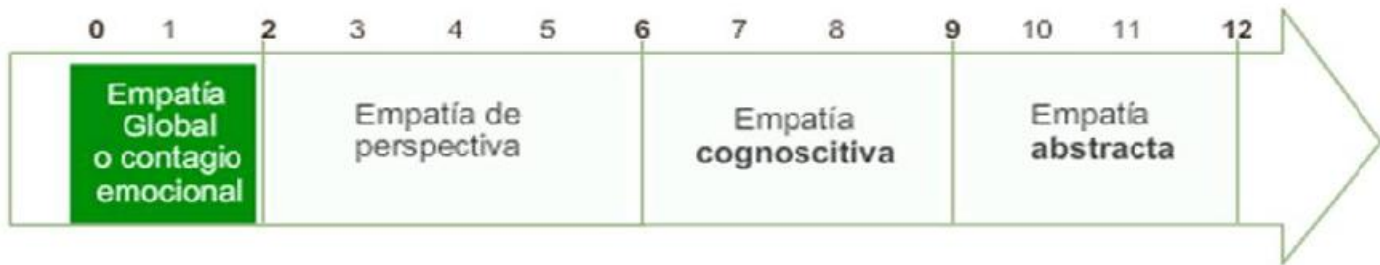 0 1 2 3 4 5 6 7 8 9 10 11 12
Empatía
Global
o contagio
emocional
Empatía de
perspectiva
Empatía
cognoscitiva
Empatía
abstracta